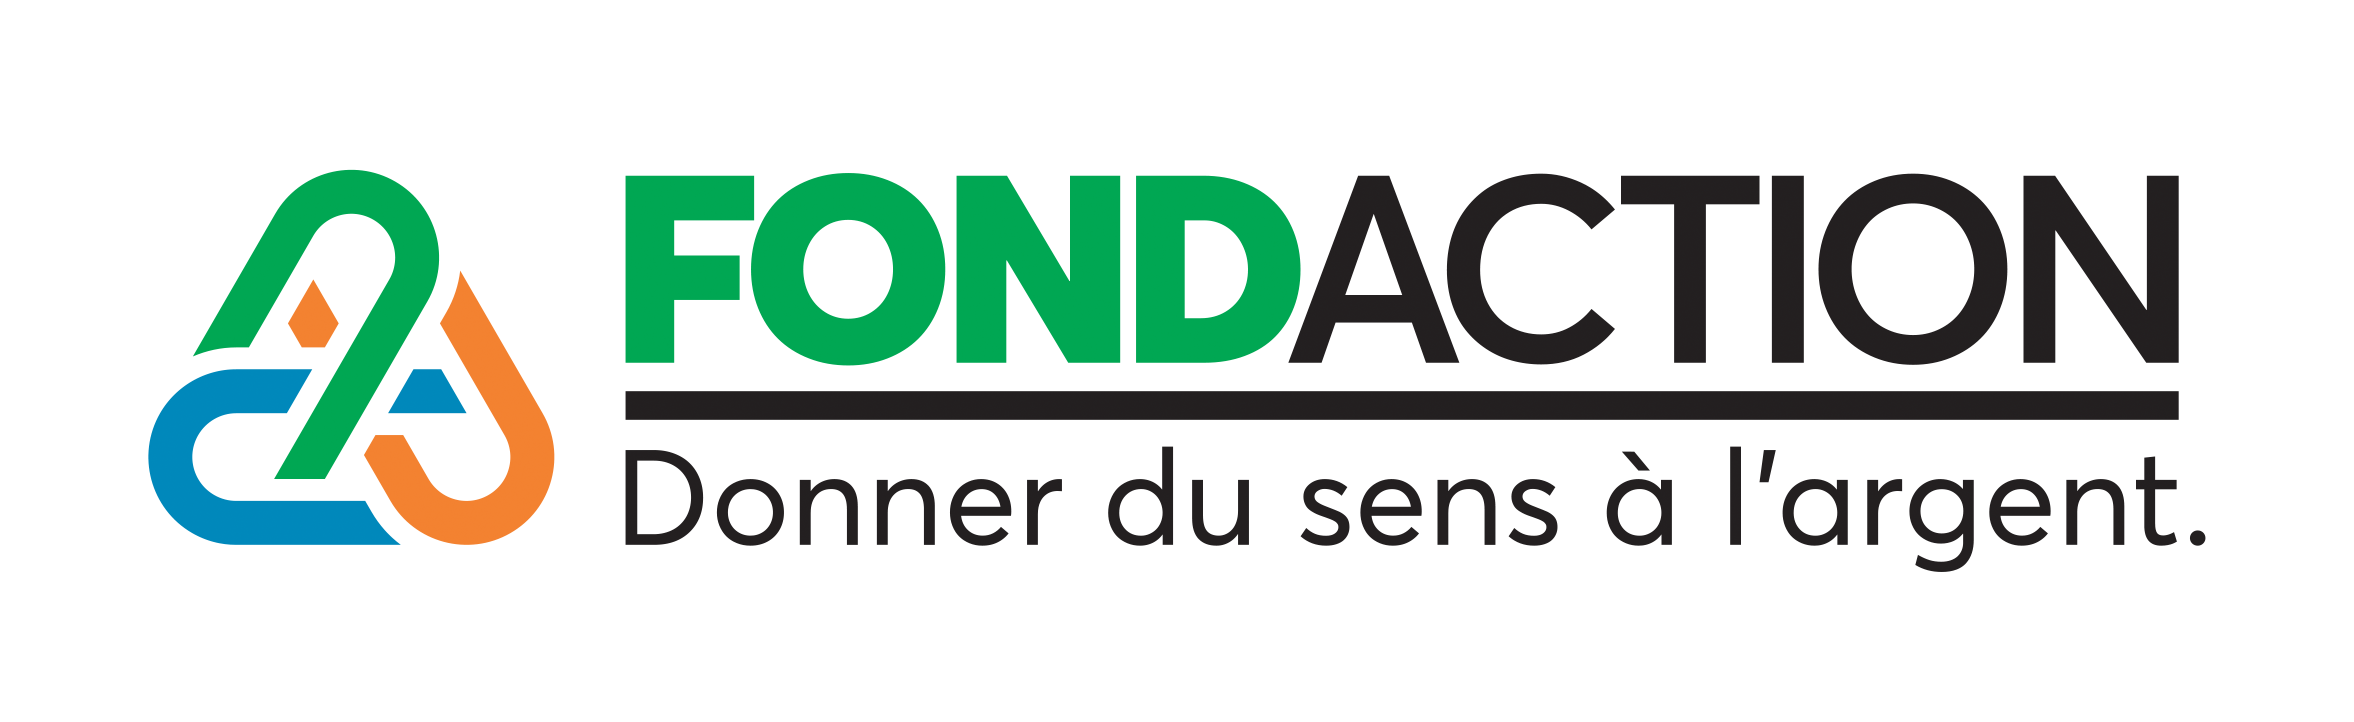 FONDACTION
Donner du sens à l'argent.